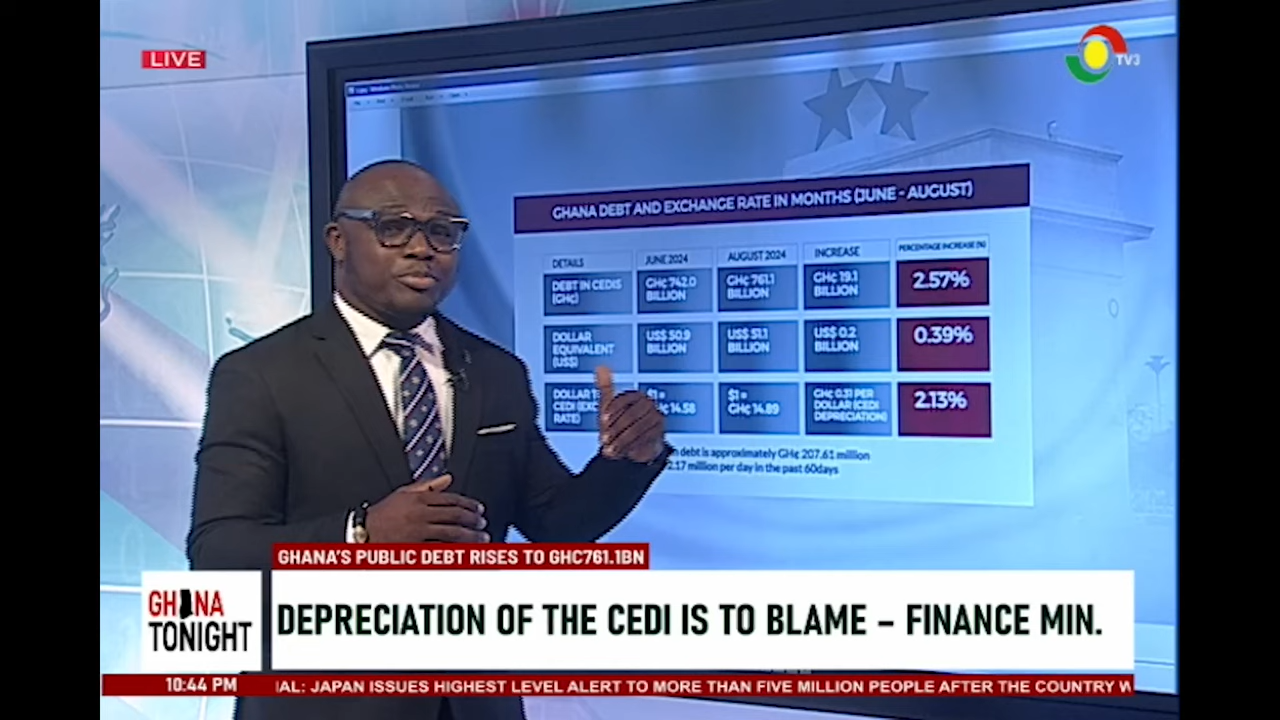 LIVE
TV3
GHANA DEBT AND EXCHANGE RATE IN MONTHS (JUNE - AUGUST)
DETAILS
JUNE 2024
AUGUST 2024
INCREASE
PERCENTAGE INCREASE (%)
DEBT IN CEDIS
(GH¢)
GH¢ 742.0
BILLION
GH¢ 761.1
BILLION
GH¢ 19.1
BILLION
2.57%
DOLLAR
EQUIVALENT
(US$)
US$ 50.9
BILLION
US$ 51.1
BILLION
US$ 0.2
BILLION
0.39%
DOLLAR
CEDI
RATE)
$1 =
14.58
$1 =
GH¢ 14.89
GH¢ 0.31 PER
DOLLAR (CEDI
DEPRECIATION)
2.13%
debt is approximately GH¢ 207.61 million
2.17 million per day in the past 60days
GHANA'S PUBLIC DEBT RISES TO GHC761.1BN
GHANA
TONIGHT
DEPRECIATION OF THE CEDI IS TO BLAME – FINANCE MIN.
10:44 PM
IAL: JAPAN ISSUES HIGHEST LEVEL ALERT TO MORE THAN FIVE MILLION PEOPLE AFTER THE COUNTRY W